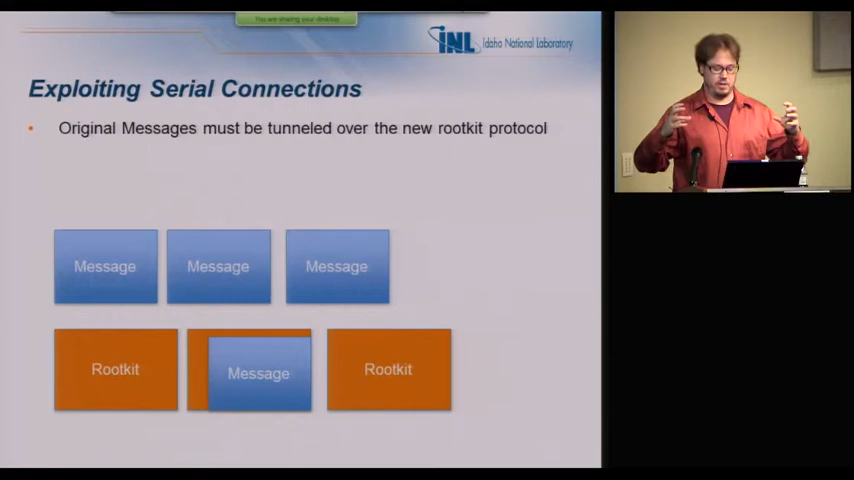 You are sharing your desktop
INL Idaho National Laboratory
Exploiting Serial Connections
• Original Messages must be tunneled over the new rootkit protocol
Message Message Message
Rootkit Message Rootkit